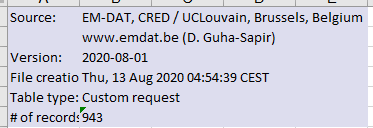 Source: EM-DAT, CRED / UCLouvain, Brussels, Belgium
www.emdat.be (D. Guha-Sapir)
Version: 2020-08-01
File creatio Thu, 13 Aug 2020 04:54:39 CEST
Table type: Custom request
# of records 943